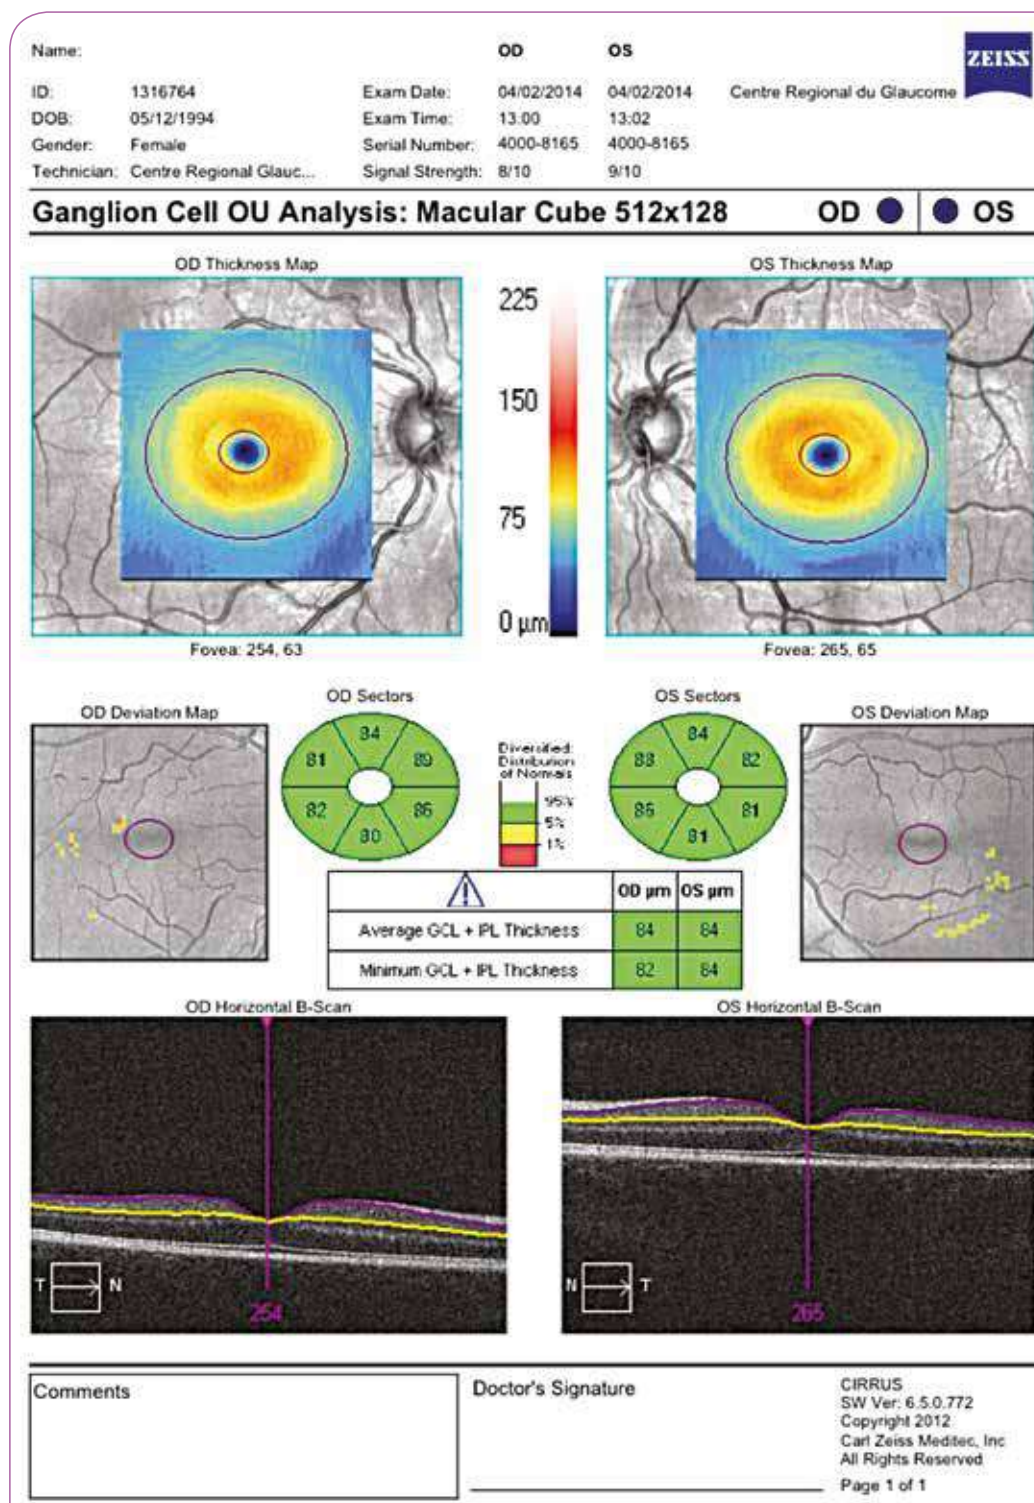 Name: OD OS
ZEISS
ID: 1316764 Exam Date: 04/02/2014 04/02/2014 Centre Regional du Glaucome
DOB: 05/12/1994 Exam Time: 13:00 13:02
Gender: Female Serial Number: 4000-8165 4000-8165
Technician: Centre Regional Glauc... Signal Strength: 8/10 9/10
Ganglion Cell OU Analysis: Macular Cube 512x128 OD OS
OD Thickness Map OS Thickness Map
225
150
75
0 µm
Fovea: 254, 63 Fovea: 265, 65
OD Deviation Map OD Sectors OS Sectors OS Deviation Map
84 84
81 89 88 82
82 86 86 81
80 81
Diversified:
Distribution
of Normals
95%
5%
1%
OD µm OS µm
Average GCL + IPL Thickness 84 84
Minimum GCL + IPL Thickness 82 84
OD Horizontal B-Scan OS Horizontal B-Scan
T N N T
254 265
Comments Doctor's Signature
CIRRUS
SW Ver: 6.5.0.772
Copyright 2012
Carl Zeiss Meditec, Inc
All Rights Reserved
Page 1 of 1